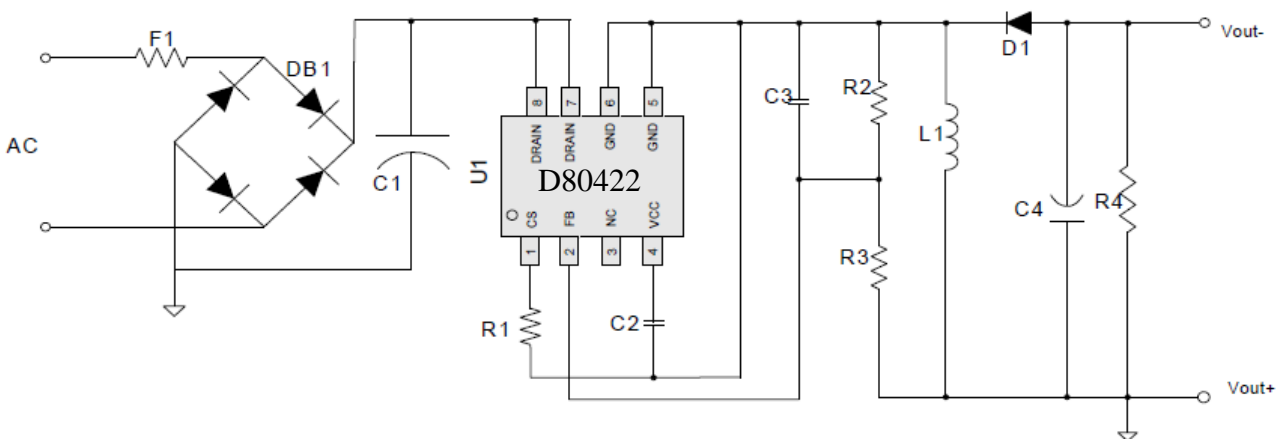 F1
DB1
AC
C1
U1
8
7
6
5
DRAIN
DRAIN
GND
GND
D80422
CS
FB
NC
VCC
1
2
3
4
R1
C2
C3
R2
R3
L1
D1
C4
R4
Vout-
Vout+